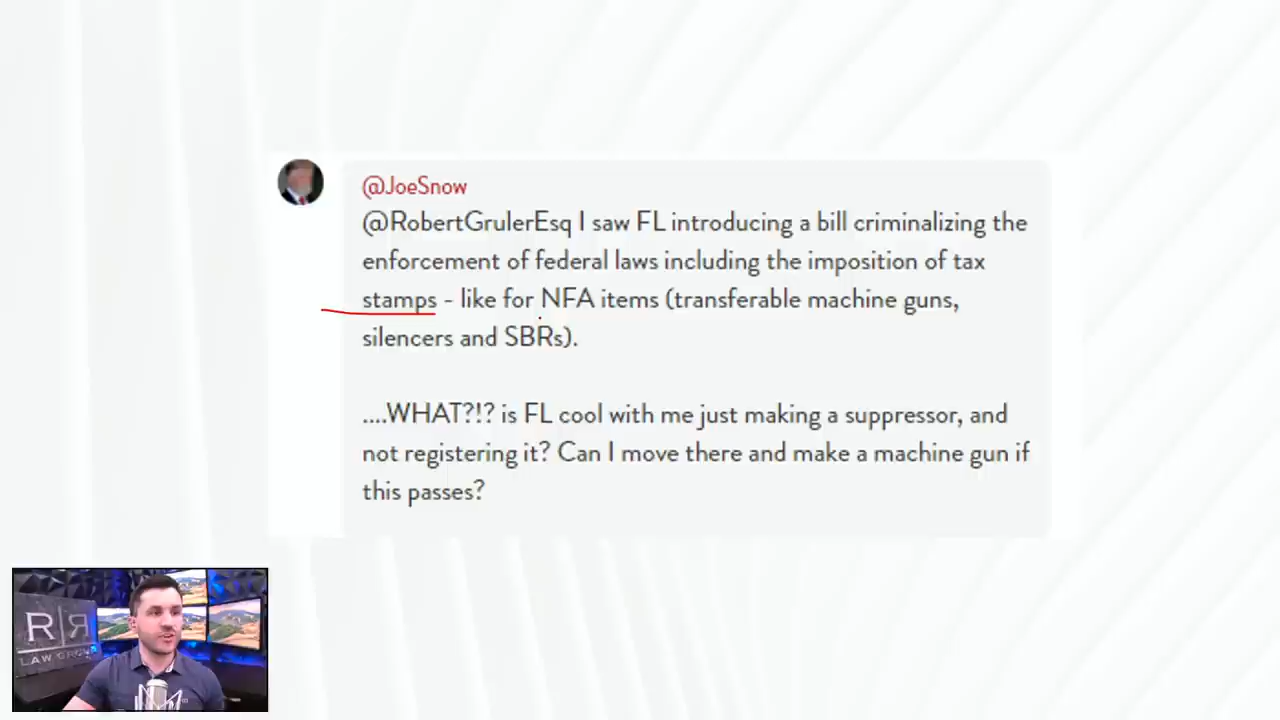 @JoeSnow
@RobertGrulerEsq I saw FL introducing a bill criminalizing the
enforcement of federal laws including the imposition of tax
stamps - like for NFA items (transferable machine guns,
silencers and SBRs).
....WHAT?!? is FL cool with me just making a suppressor, and
not registering it? Can I move there and make a machine gun if
this passes?
R|R
LAW GROUP